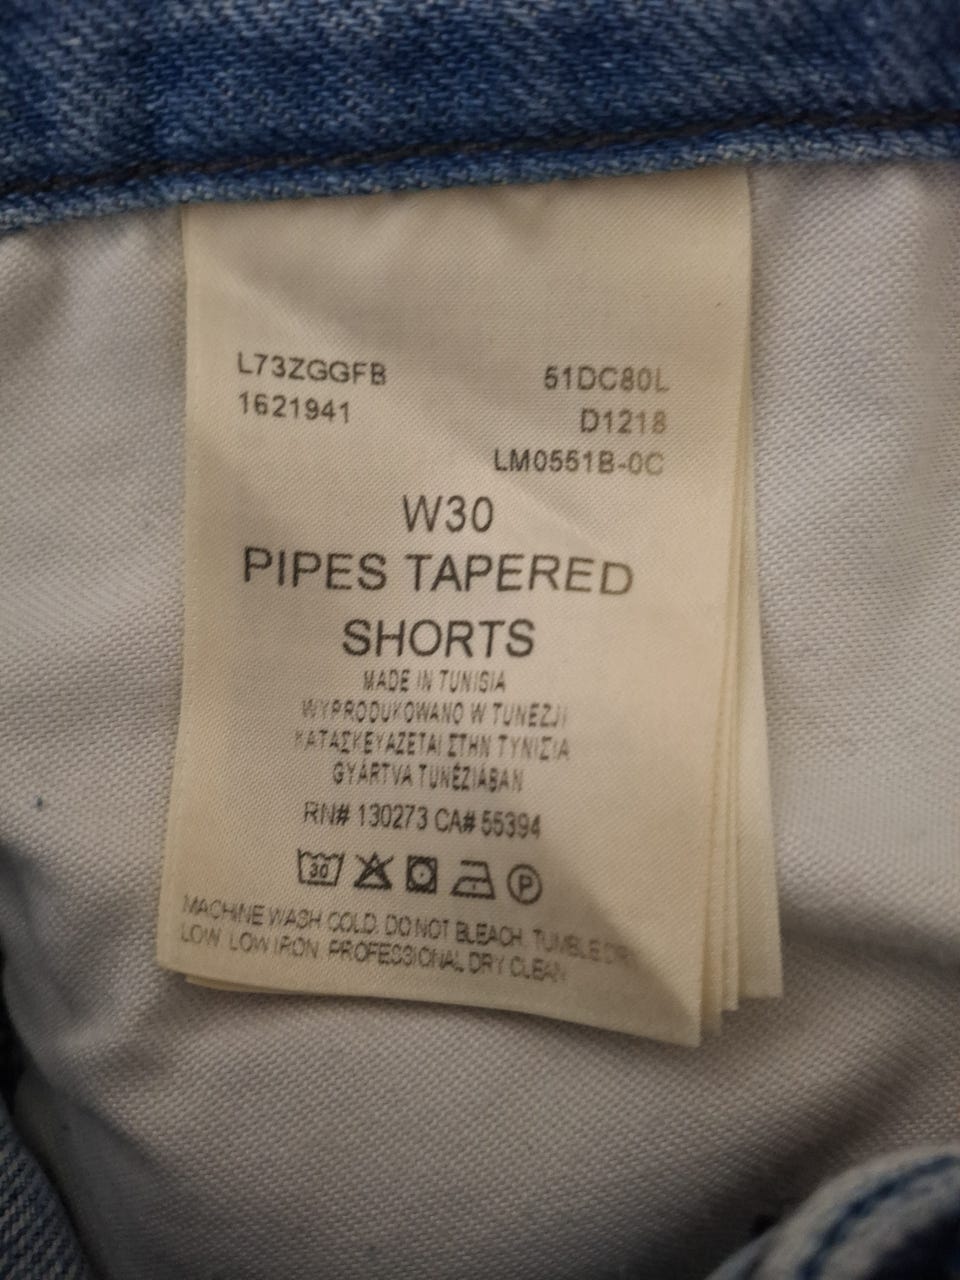 L73ZGGFB 51DC80L
1621941 D1218
LM0551B-0C
W30
PIPES TAPERED
SHORTS
MADE IN TUNISIA
WYPRODUKOWANO W TUNEZJI
ΚΑΤΑΣΚΕΥΑΖΕΤΑΙ ΣΤΗΝ ΤΥΝΙΣΙΑ
GYÁRTVA TUNÉZIÁBAN
RN# 130273 CA# 55394
30 P
MACHINE WASH COLD. DO NOT BLEACH. TUMBLE DRY
LOW. LOW IRON. PROFESSIONAL DRY CLEAN